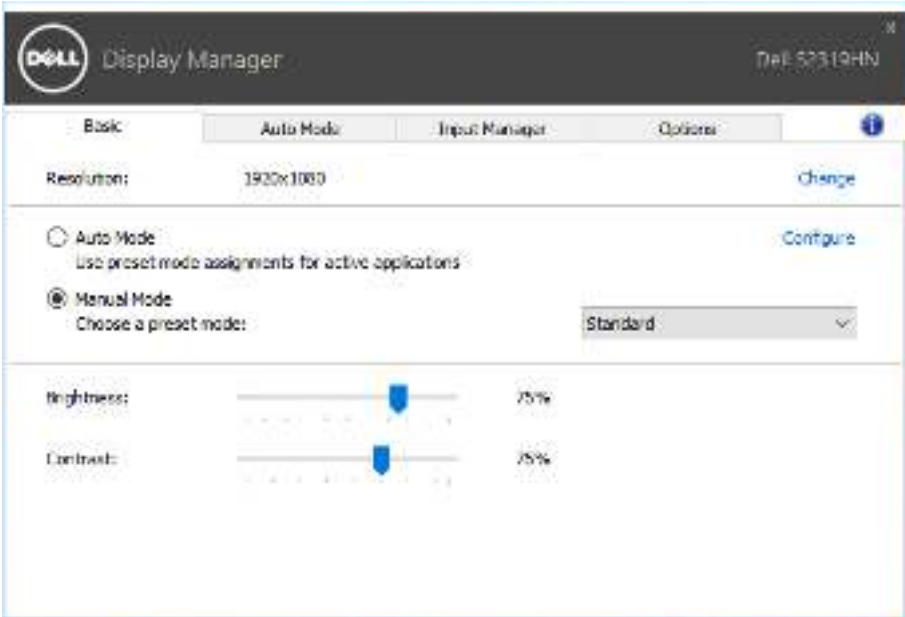 DELL Display Manager Dell S2319HN
Basic Auto Mode Input Manager Options
Resolution: 1920x1080 Change
Auto Mode Configure
Use preset mode assignments for active applications
Manual Mode
Choose a preset mode: Standard
Brightness: 75%
Contrast: 75%